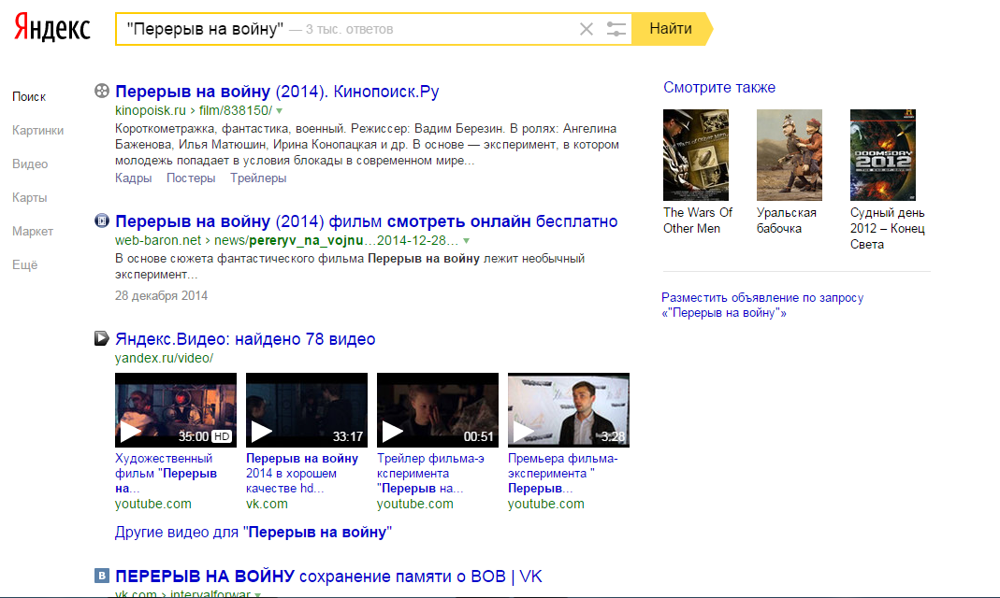 Яндекс
"Перерыв на войну" — 3 тыс. ответов
Найти
Поиск
Картинки
Видео
Карты
Маркет
Ещё
Перерыв на войну (2014). Кинопоиск.Ру
kinopoisk.ru › film/838150/
Короткометражка, фантастика, военный. Режиссер: Вадим Березин. В ролях: Ангелина
Баженова, Илья Матюшин, Ирина Конопацкая и др. В основе — эксперимент, в котором
молодежь попадает в условия блокады в современном мире...
Кадры Постеры Трейлеры
Перерыв на войну (2014) фильм смотреть онлайн бесплатно
web-baron.net › news/pereryv_na_vojnu...2014-12-28...
В основе сюжета фантастического фильма Перерыв на войну лежит необычный
эксперимент...
28 декабря 2014
Яндекс.Видео: найдено 78 видео
yandex.ru/video/
35:00 HD
Художественный
фильм "Перерыв
на...
youtube.com
33:17
Перерыв на войну
2014 в хорошем
качестве hd...
vk.com
00:51
Трейлер фильма-э
ксперимента
"Перерыв на...
youtube.com
3:28
Премьера фильма-
эксперимента "
Перерыв...
youtube.com
Другие видео для "Перерыв на войну"
В
ПЕРЕРЫВ НА ВОЙНУ сохранение памяти о ВОВ | VK
vk.com › intervalforwar
Смотрите также
Wars of Other Men
The Wars Of
Other Men
Уральская
бабочка
H
DOOMSDAY
2012
Судный день
2012 – Конец
Света
Разместить объявление по запросу
«"Перерыв на войну"»